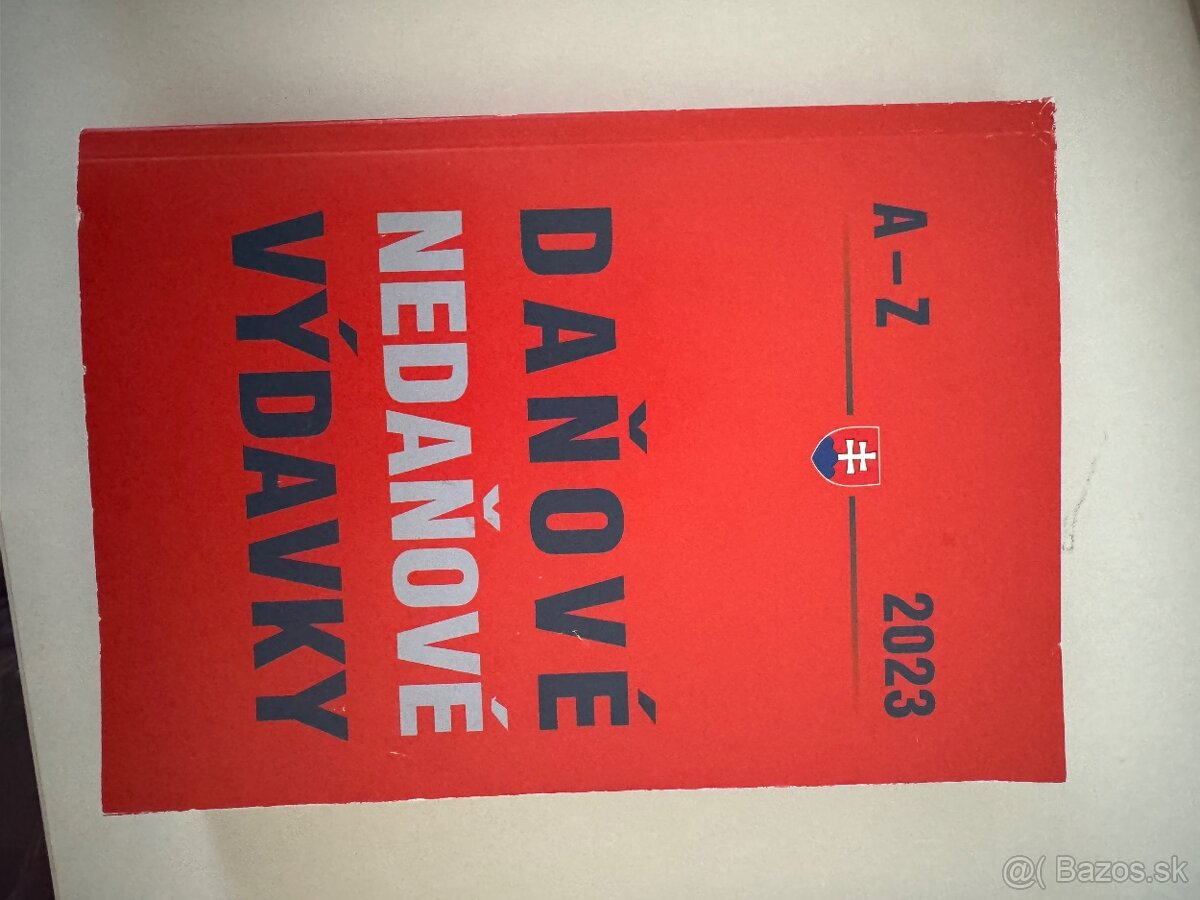 A – Z 2023
DAŇOVÉ
NEDAŇOVÉ
VÝDAVKY
@( Bazos.sk